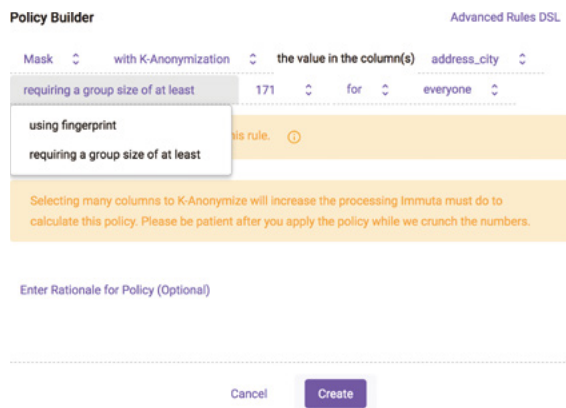 Policy Builder
Advanced Rules DSL
Mask with K-Anonymization the value in the column(s) address_city
requiring a group size of at least 171 for everyone
using fingerprint
requiring a group size of at least
his rule.
Selecting many columns to K-Anonymize will increase the processing Immuta must do to
calculate this policy. Please be patient after you apply the policy while we crunch the numbers.
Enter Rationale for Policy (Optional)
Cancel
Create